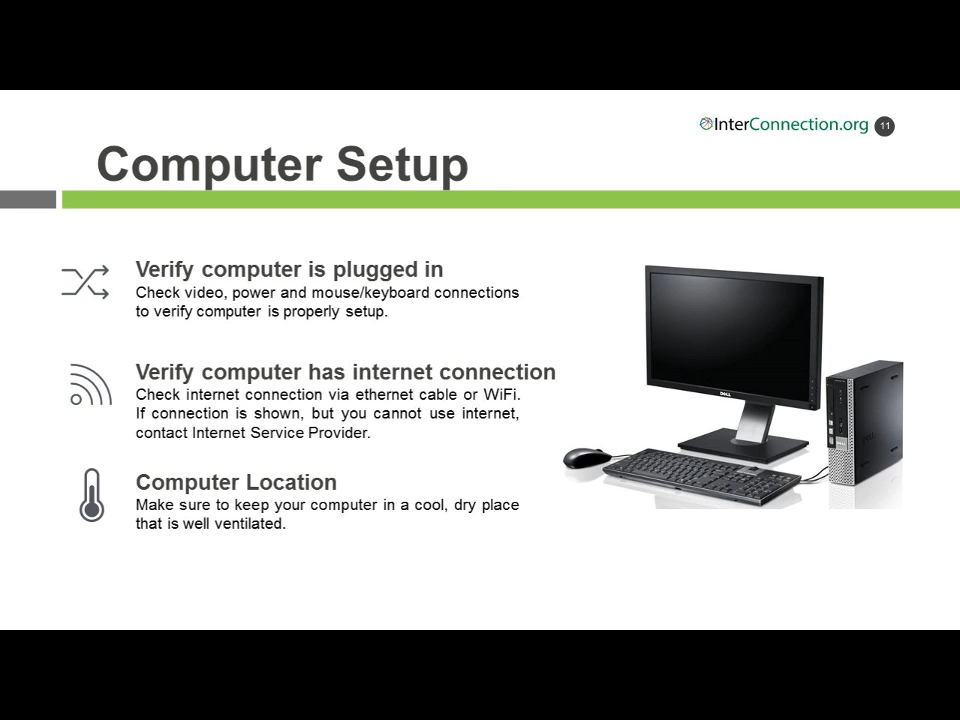 InterConnection.org 11
Computer Setup
Verify computer is plugged in
Check video, power and mouse/keyboard connections
to verify computer is properly setup.
Verify computer has internet connection
Check internet connection via ethernet cable or WiFi.
If connection is shown, but you cannot use internet,
contact Internet Service Provider.
Computer Location
Make sure to keep your computer in a cool, dry place
that is well ventilated.
DELL
DELL